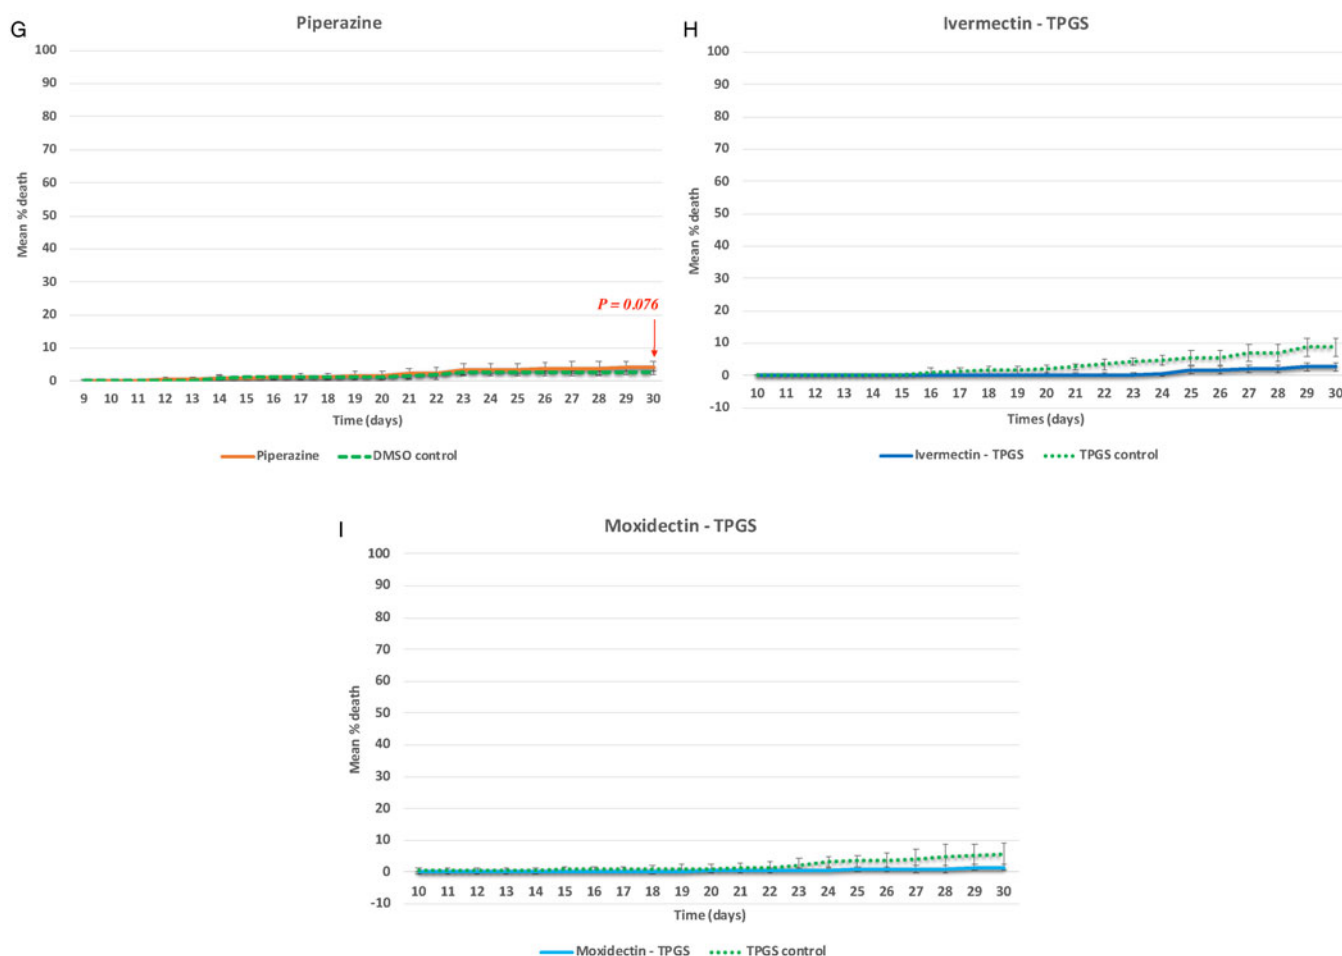 G
Piperazine
100
90
80
70
60
50
40
30
20
10
0
Mean % death
P = 0.076
9 10 11 12 13 14 15 16 17 18 19 20 21 22 23 24 25 26 27 28 29 30
Time (days)
Piperazine DMSO control
H
Ivermectin - TPGS
100
90
80
70
60
50
40
30
20
10
0
-10
Mean % death
10 11 12 13 14 15 16 17 18 19 20 21 22 23 24 25 26 27 28 29 30
Times (days)
Ivermectin - TPGS TPGS control
I
Moxidectin - TPGS
100
90
80
70
60
50
40
30
20
10
0
-10
Mean % death
10 11 12 13 14 15 16 17 18 19 20 21 22 23 24 25 26 27 28 29 30
Time (days)
Moxidectin - TPGS TPGS control